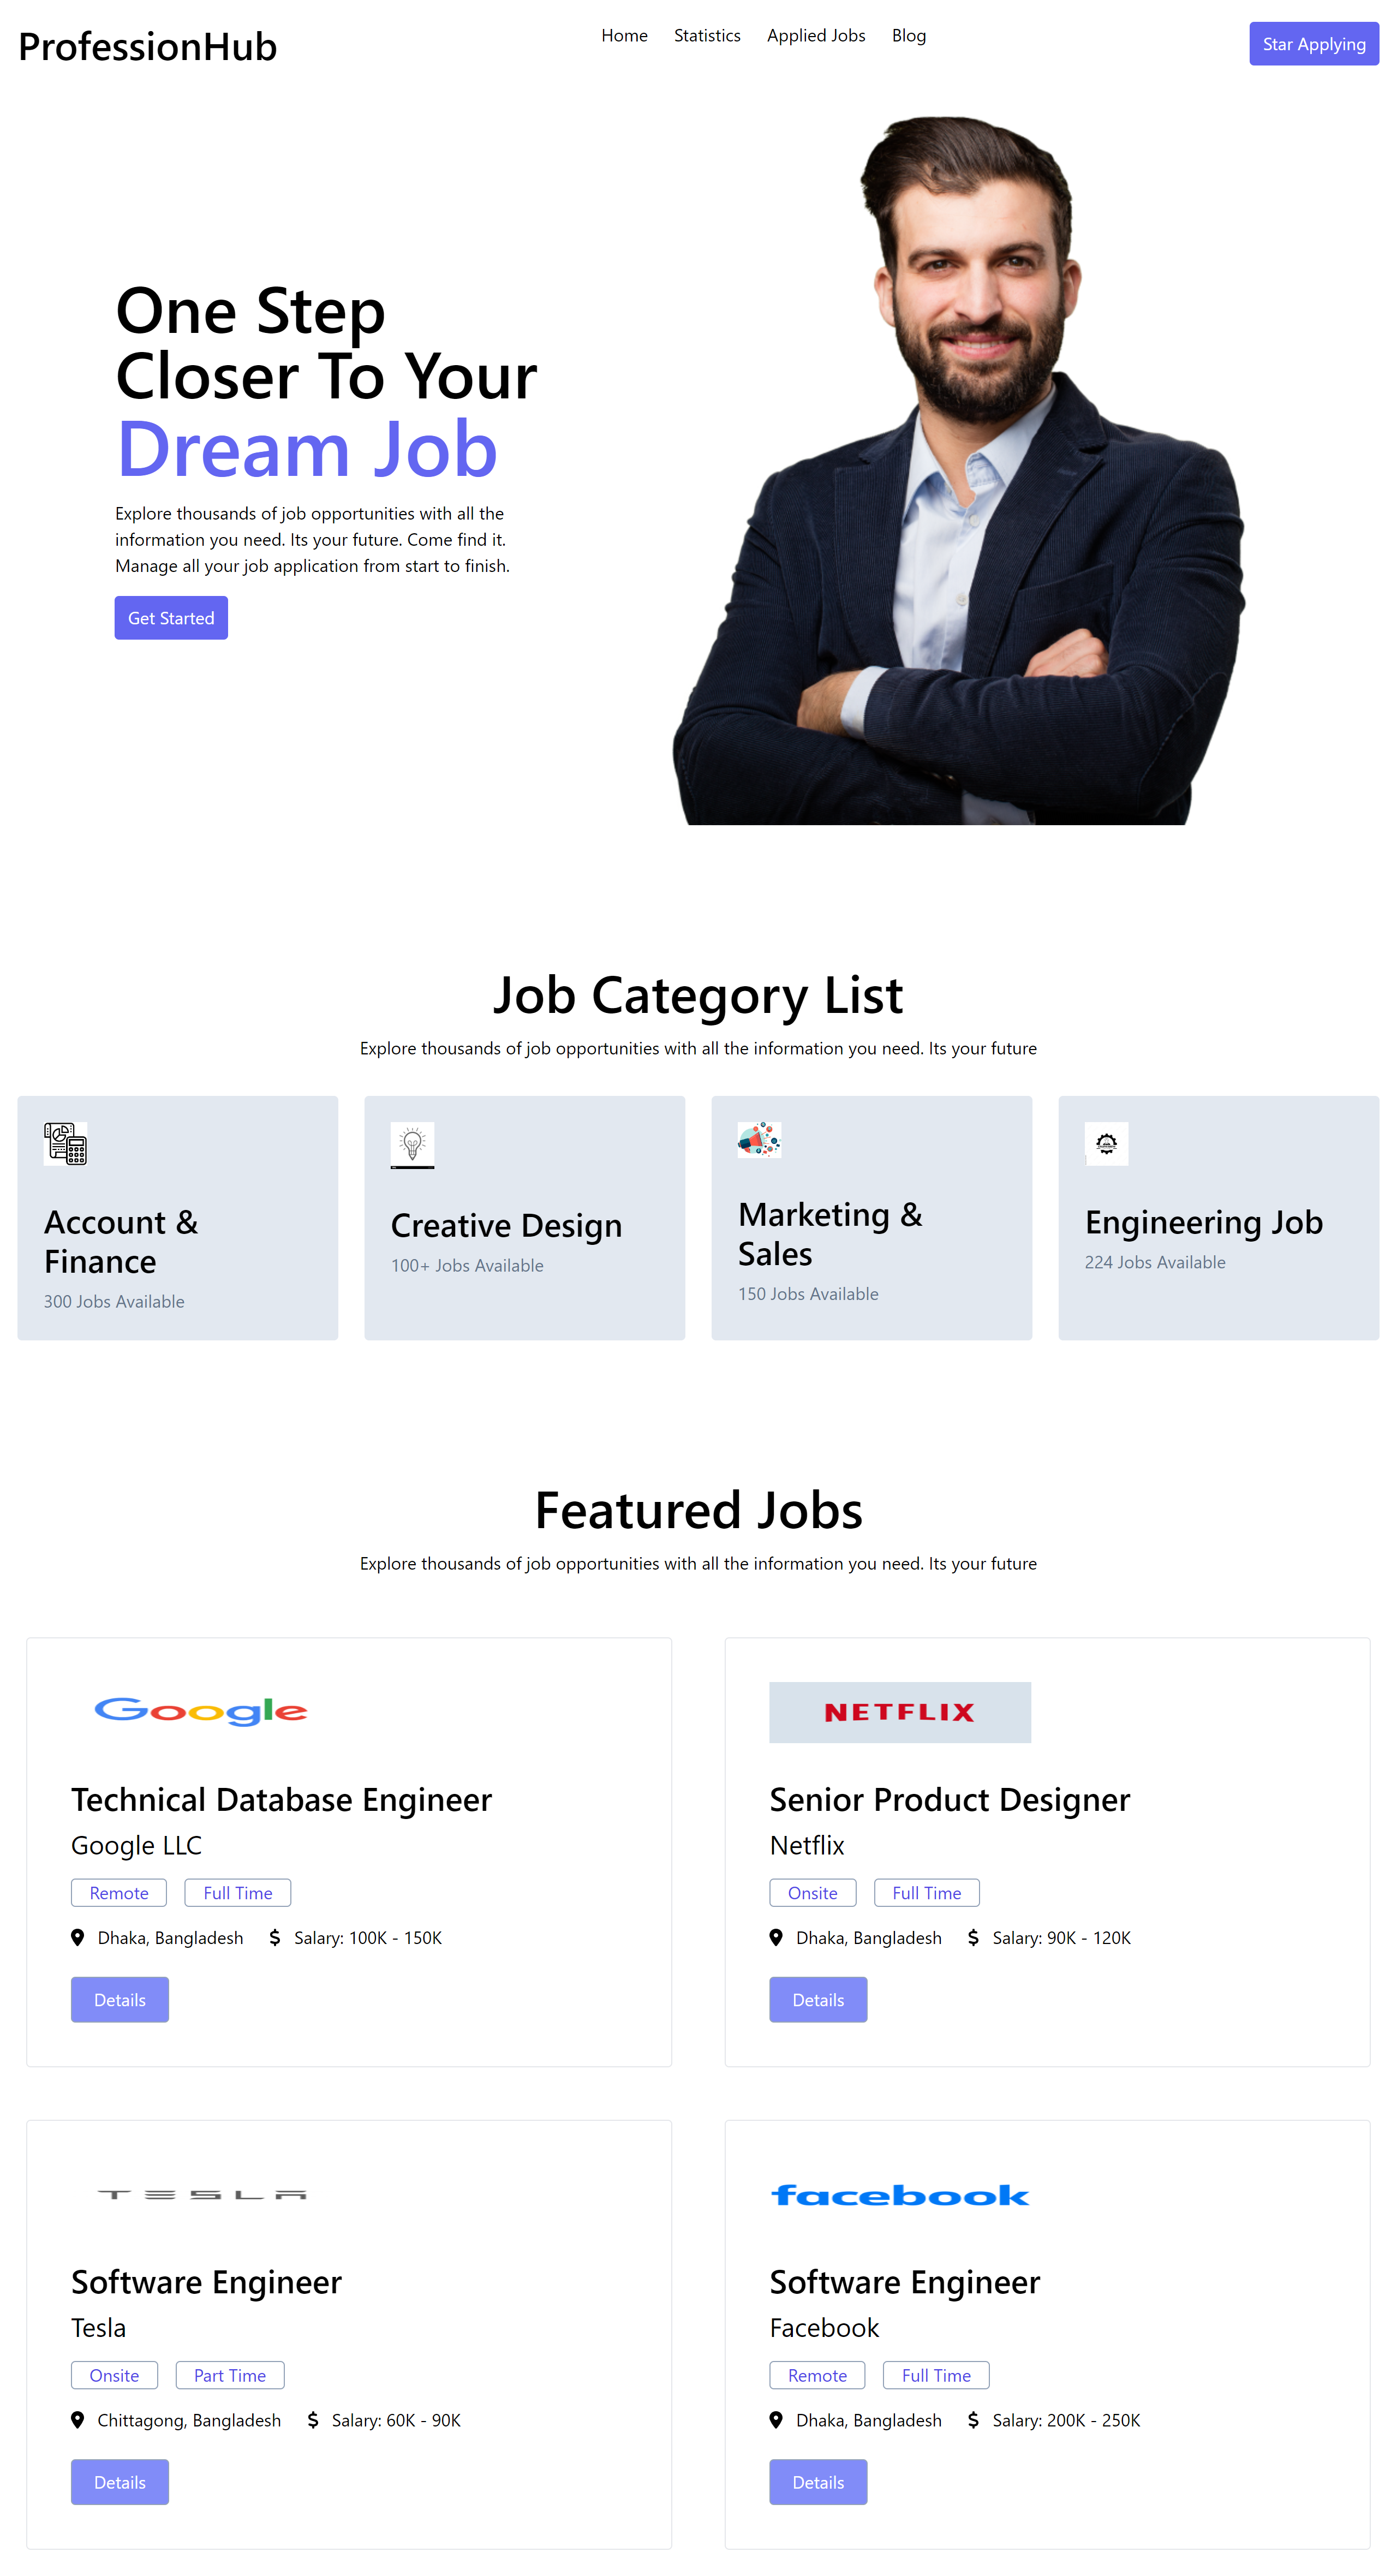 ProfessionHub
Home Statistics Applied Jobs Blog
Star Applying
One Step
Closer To Your
Dream Job
Explore thousands of job opportunities with all the
information you need. Its your future. Come find it.
Manage all your job application from start to finish.
Get Started
Job Category List
Explore thousands of job opportunities with all the information you need. Its your future
Account &
Finance
300 Jobs Available
Creative Design
100+ Jobs Available
Marketing &
Sales
150 Jobs Available
Engineering Job
224 Jobs Available
Featured Jobs
Explore thousands of job opportunities with all the information you need. Its your future
Google
Technical Database Engineer
Google LLC
Remote Full Time
Dhaka, Bangladesh $ Salary: 100K - 150K
Details
NETFLIX
Senior Product Designer
Netflix
Onsite Full Time
Dhaka, Bangladesh $ Salary: 90K - 120K
Details
TESLA
Software Engineer
Tesla
Onsite Part Time
Chittagong, Bangladesh $ Salary: 60K - 90K
Details
facebook
Software Engineer
Facebook
Remote Full Time
Dhaka, Bangladesh $ Salary: 200K - 250K
Details